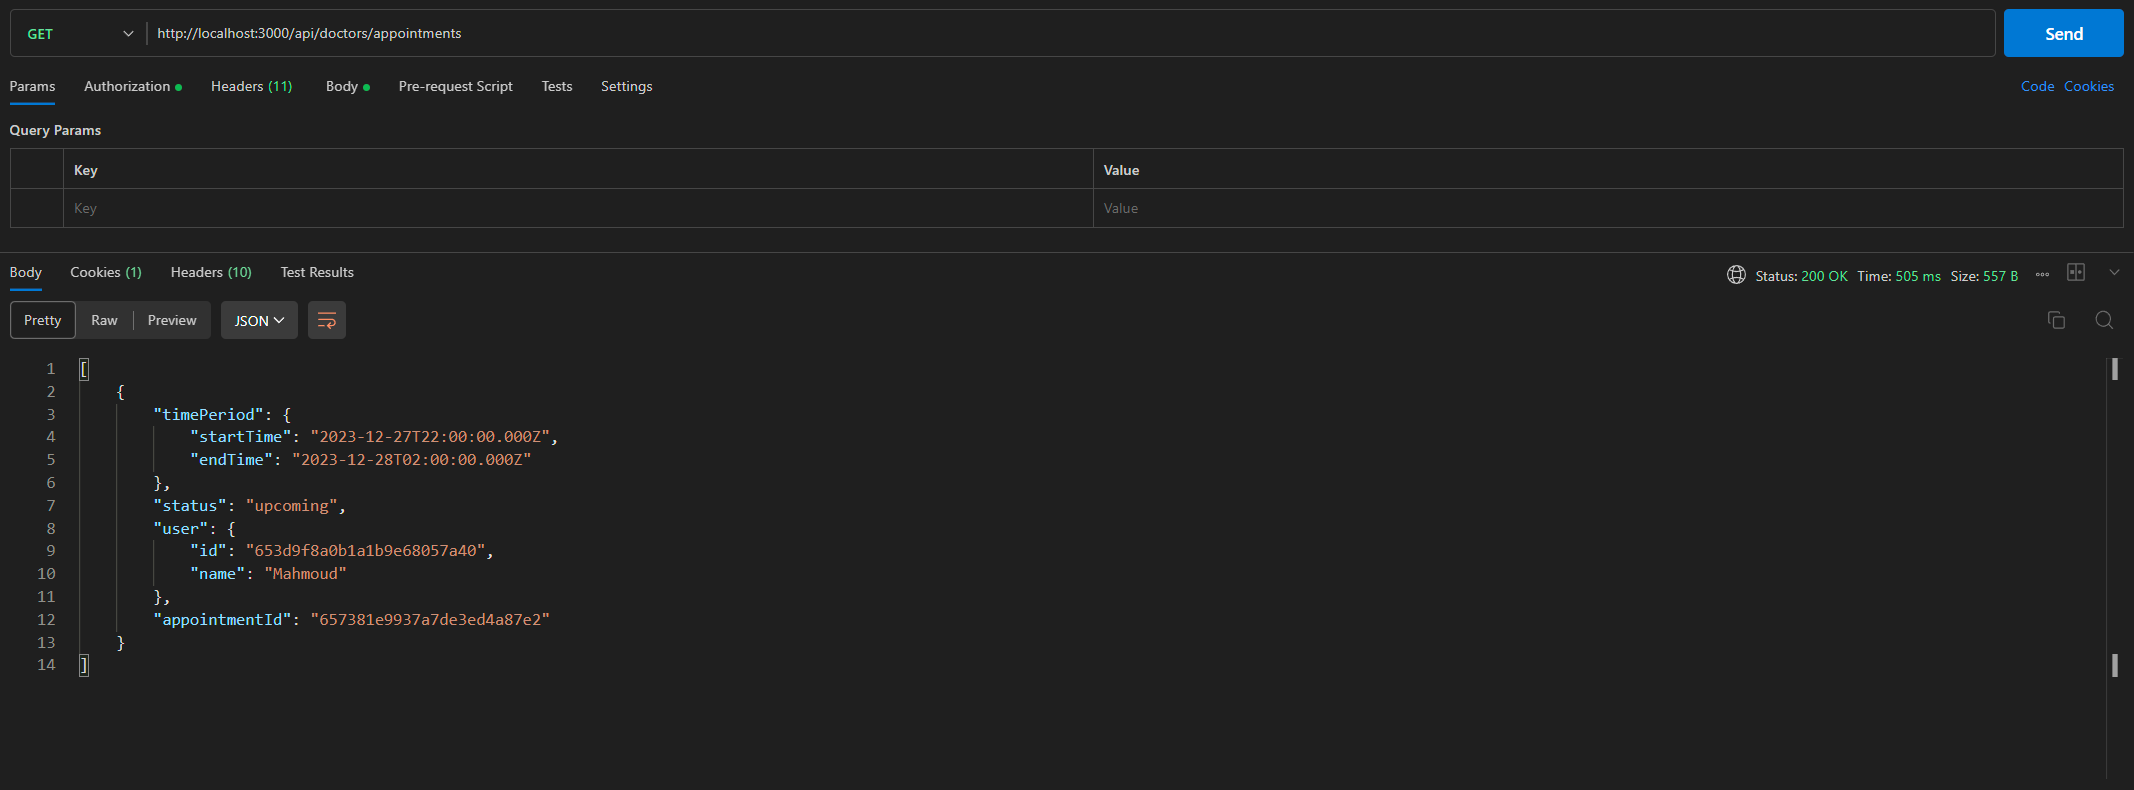 GET http://localhost:3000/api/doctors/appointments Send
Params Authorization Headers (11) Body Pre-request Script Tests Settings Code Cookies
Query Params
Key Value
Key Value
Body Cookies (1) Headers (10) Test Results Status: 200 OK Time: 505 ms Size: 557 B
Pretty Raw Preview JSON
1 [
2 {
3 "timePeriod": {
4 "startTime": "2023-12-27T22:00:00.000Z",
5 "endTime": "2023-12-28T02:00:00.000Z"
6 },
7 "status": "upcoming",
8 "user": {
9 "id": "653d9f8a0b1a1b9e68057a40",
10 "name": "Mahmoud"
11 },
12 "appointmentId": "657381e9937a7de3ed4a87e2"
13 }
14 ]